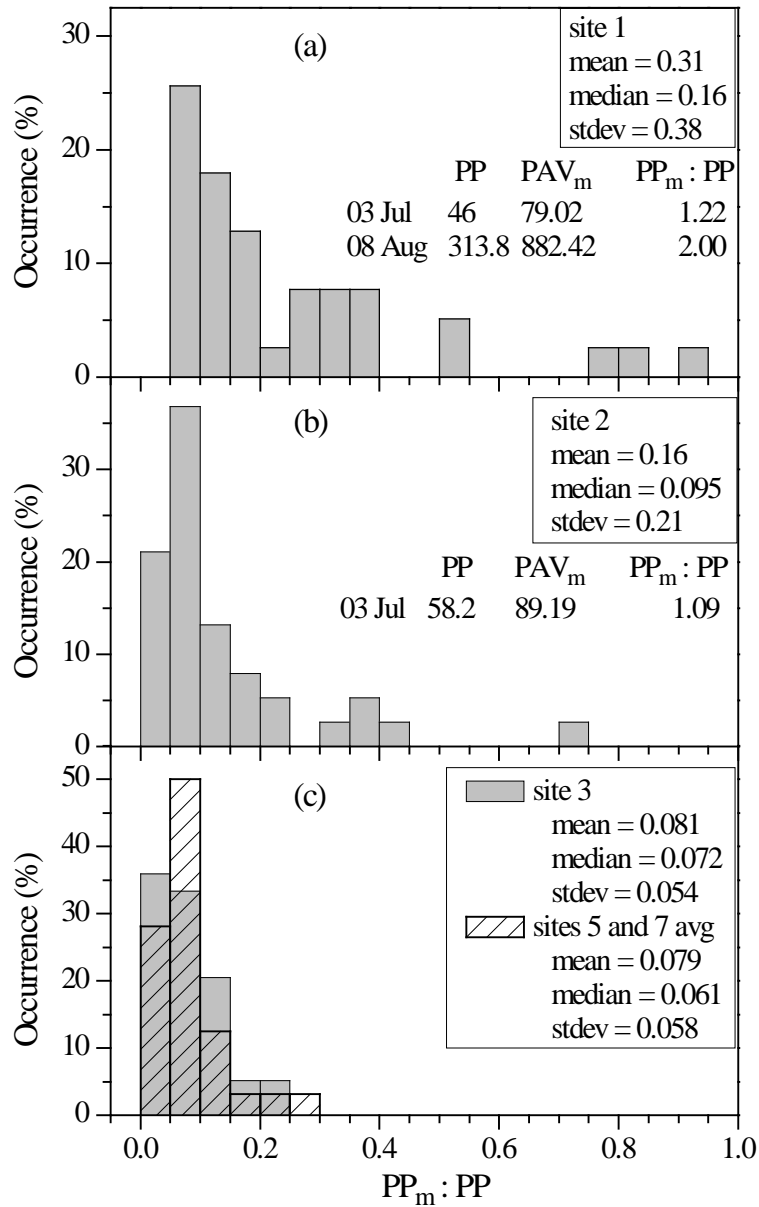 (a)
site 1
mean = 0.31
median = 0.16
stdev = 0.38
PP PAVm PPm : PP
03 Jul 46 79.02 1.22
08 Aug 313.8 882.42 2.00
30
20
10
0
Occurrence (%)
(b)
site 2
mean = 0.16
median = 0.095
stdev = 0.21
PP PAVm PPm : PP
03 Jul 58.2 89.19 1.09
30
20
10
0
Occurrence (%)
(c)
site 3
mean = 0.081
median = 0.072
stdev = 0.054
sites 5 and 7 avg
mean = 0.079
median = 0.061
stdev = 0.058
50
40
30
20
10
0
Occurrence (%)
0.0 0.2 0.4 0.6 0.8 1.0
PPm : PP